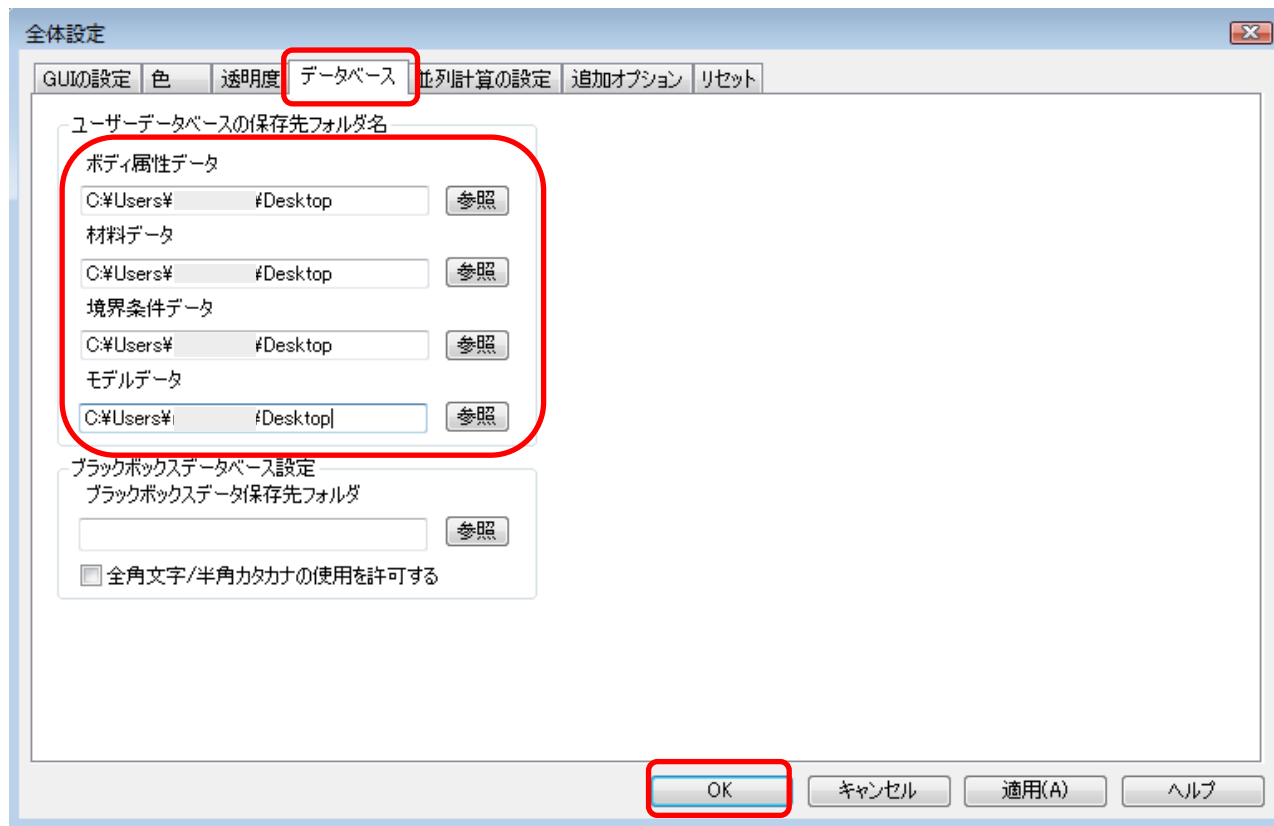 全体設定
GUIの設定 色 透明度 データベース 並列計算の設定 追加オプション リセット
ユーザーデータベースの保存先フォルダ名
ボディ属性データ
C:¥Users¥ ¥Desktop 参照
材料データ
C:¥Users¥ ¥Desktop 参照
境界条件データ
C:¥Users¥ ¥Desktop 参照
モデルデータ
C:¥Users¥ ¥Desktop 参照
ブラックボックスデータベース設定
ブラックボックスデータ保存先フォルダ
参照
全角文字/半角カタカナの使用を許可する
OK キャンセル 適用(A) ヘルプ